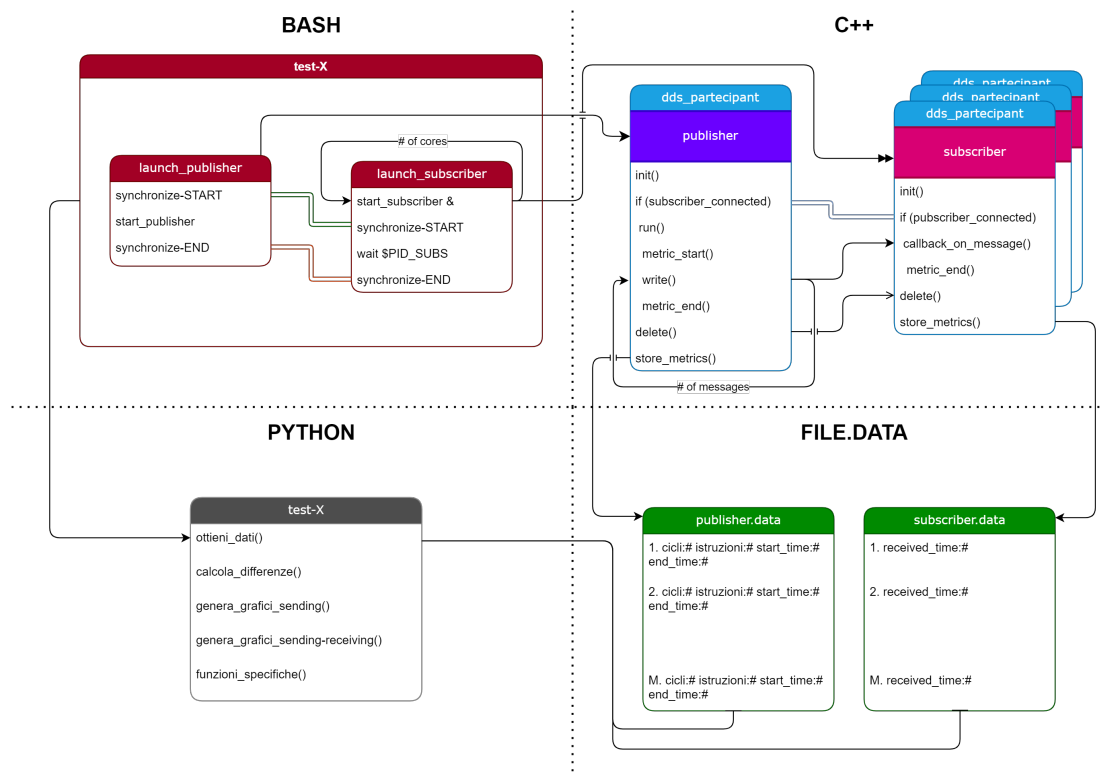 BASH
C++
test-X
launch_publisher
synchronize-START
start_publisher
synchronize-END
# of cores
launch_subscriber
start_subscriber &
synchronize-START
wait $PID_SUBS
synchronize-END
dds_partecipant
publisher
init()
if (subscriber_connected)
run()
metric_start()
write()
metric_end()
delete()
store_metrics()
# of messages
dds_partecipant
dds_partecipant
dds_partecipant
subscriber
init()
if (pubscriber_connected)
callback_on_message()
metric_end()
delete()
store_metrics()
PYTHON
FILE.DATA
test-X
ottieni_dati()
calcola_differenze()
genera_grafici_sending()
genera_grafici_sending-receiving()
funzioni_specifiche()
publisher.data
1. cicli:# istruzioni:# start_time:#
end_time:#
2. cicli:# istruzioni:# start_time:#
end_time:#
M. cicli:# istruzioni:# start_time:#
end_time:#
subscriber.data
1. received_time:#
2. received_time:#
M. received_time:#